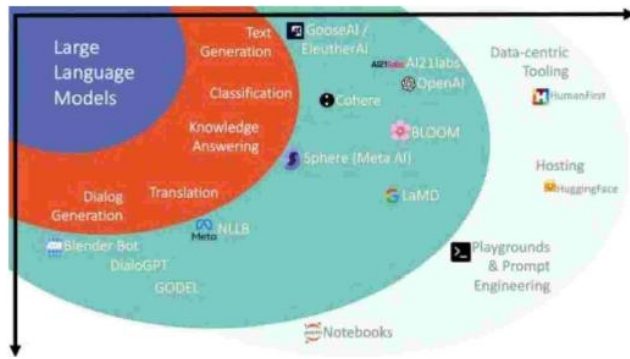 Large
Language
Models
Text
Generation
Classification
Knowledge
Answering
Translation
Dialog
Generation
GooseAI /
EleutherAI
AI21labs AI21labs
OpenAI
Cohere
BLOOM
Sphere (Meta AI)
LaMD
Meta
NLLB
Blender Bot
DialoGPT
GODEL
Data-centric
Tooling
HumanFirst
Hosting
HuggingFace
Playgrounds
& Prompt
Engineering
Notebooks